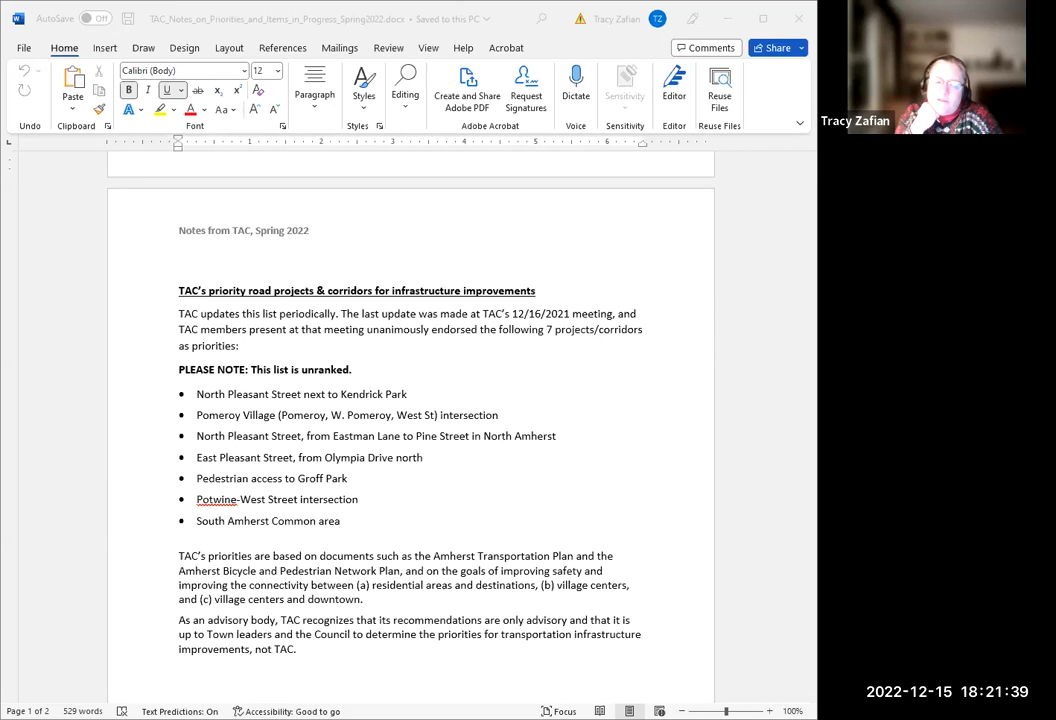 AutoSave Off TAC_Notes_on_Priorities_and_Items_in_Progress_Spring2022.docx • Saved to this PC Tracy Zafian TZ
File Home Insert Draw Design Layout References Mailings Review View Help Acrobat Comments Share
Calibri (Body) 12
Paste B I U ab x₂ x² Paragraph Styles Editing Create and Share Adobe PDF Request Signatures Dictate Sensitivity Editor Reuse Files
A A Aa A A
Undo Clipboard Font Styles Adobe Acrobat Voice Sensitivity Editor Reuse Files
1 2 3 4 5 6
Notes from TAC, Spring 2022
TAC's priority road projects & corridors for infrastructure improvements
TAC updates this list periodically. The last update was made at TAC's 12/16/2021 meeting, and
TAC members present at that meeting unanimously endorsed the following 7 projects/corridors
as priorities:
PLEASE NOTE: This list is unranked.
• North Pleasant Street next to Kendrick Park
• Pomeroy Village (Pomeroy, W. Pomeroy, West St) intersection
• North Pleasant Street, from Eastman Lane to Pine Street in North Amherst
• East Pleasant Street, from Olympia Drive north
• Pedestrian access to Groff Park
• Potwine-West Street intersection
• South Amherst Common area
TAC's priorities are based on documents such as the Amherst Transportation Plan and the
Amherst Bicycle and Pedestrian Network Plan, and on the goals of improving safety and
improving the connectivity between (a) residential areas and destinations, (b) village centers,
and (c) village centers and downtown.
As an advisory body, TAC recognizes that its recommendations are only advisory and that it is
up to Town leaders and the Council to determine the priorities for transportation infrastructure
improvements, not TAC.
Page 1 of 2 529 words Text Predictions: On Accessibility: Good to go Focus 100%
Tracy Zafian
2022-12-15 18:21:39